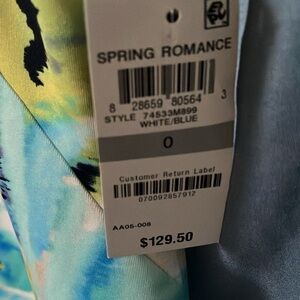 SPRING ROMANCE
8 28659 80564 3
STYLE 74533M899
WHITE/BLUE
0
Customer Return Label
070092857912
AA05-008
$129.50